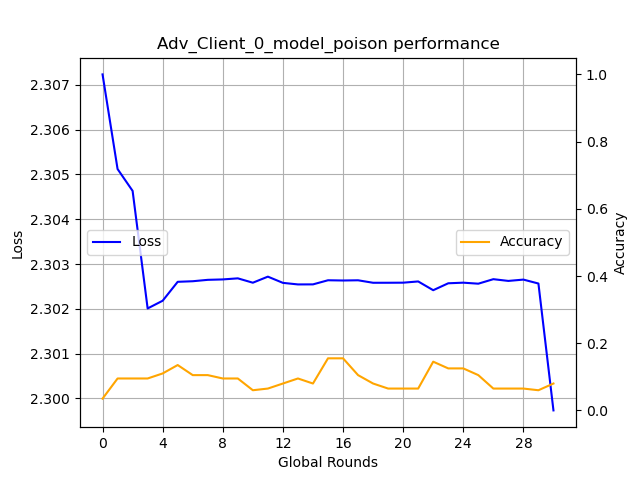 Adv_Client_0_model_poison performance
2.307
2.306
2.305
2.304
2.303
2.302
2.301
2.300
Loss
Loss
Accuracy
1.0
0.8
0.6
0.4
0.2
0.0
Accuracy
0 4 8 12 16 20 24 28
Global Rounds